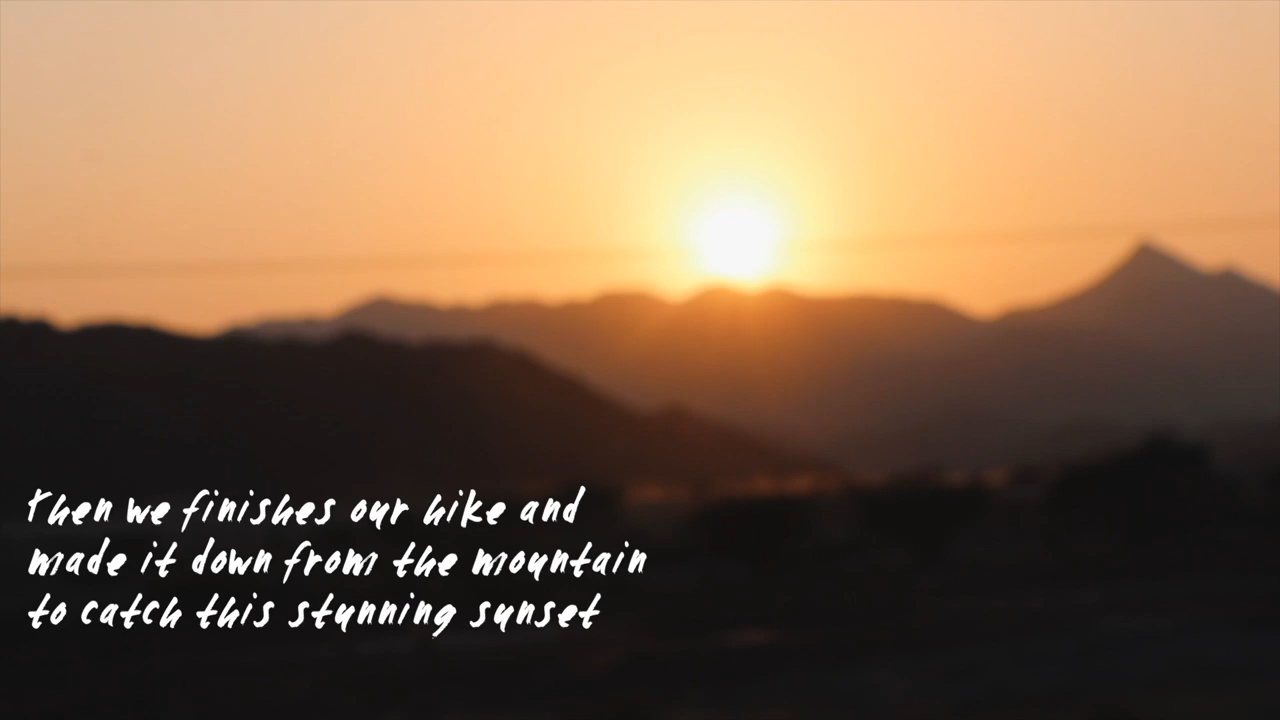 then we finishes our hike and
made it down from the mountain
to catch this stunning sunset